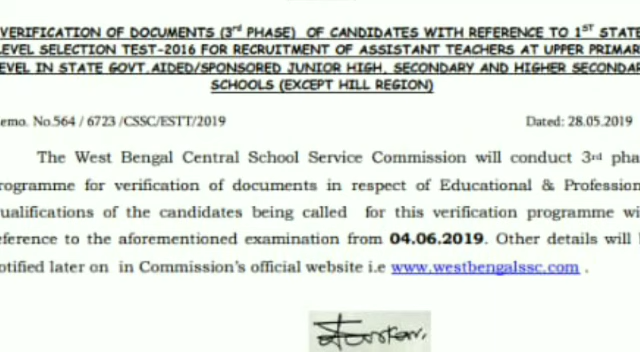 VERIFICATION OF DOCUMENTS (3rd PHASE) OF CANDIDATES WITH REFERENCE TO 1ST STATE
LEVEL SELECTION TEST-2016 FOR RECRUITMENT OF ASSISTANT TEACHERS AT UPPER PRIMAR
EVEL IN STATE GOVT.AIDED/SPONSORED JUNIOR HIGH, SECONDARY AND HIGHER SECONDAR
SCHOOLS (EXCEPT HILL REGION)
emo. No.564 / 6723 /CSSC/ESTT/2019 Dated: 28.05.2019
The West Bengal Central School Service Commission will conduct 3rd pha
rogramme for verification of documents in respect of Educational & Profession
ualifications of the candidates being called for this verification programme wi
eference to the aforementioned examination from 04.06.2019. Other details will
otified later on in Commission's official website i.e www.westbengalssc.com .